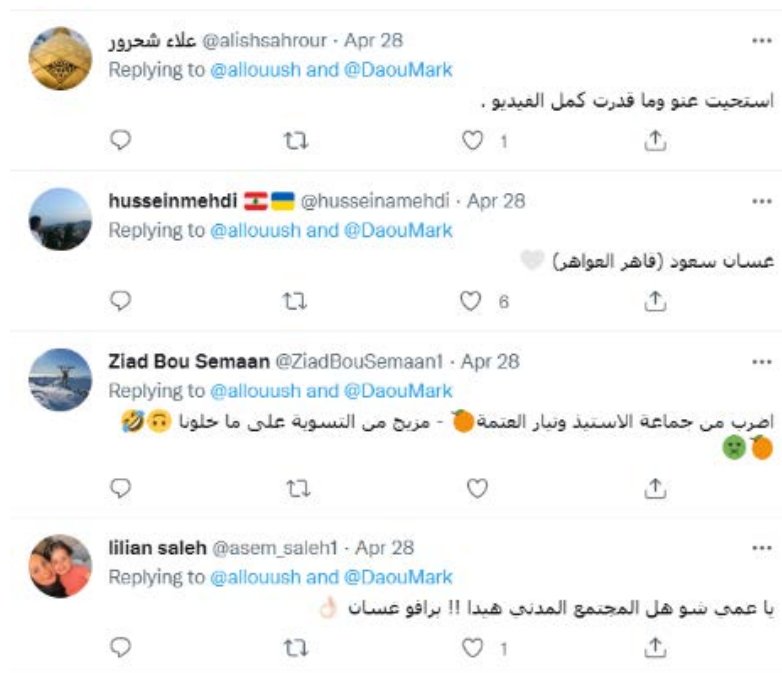 علاء شحرور @alishsahrour · Apr 28
Replying to @allouush and @DaouMark
استحيت عنو وما قدرت كمل الفيديو .
1
husseinmehdi 🇱🇧🇺🇦 @husseinamehdi · Apr 28
Replying to @allouush and @DaouMark
غسان سعود (قاهر العواهر) 🤍
6
Ziad Bou Semaan @ZiadBouSemaan1 · Apr 28
Replying to @allouush and @DaouMark
اضرب من جماعة الاستيذ وتيار العتمة🍊 - مزيج من التسوية على ما خلونا 🙃🤣
🍊🤢
lilian saleh @asem_saleh1 · Apr 28
Replying to @allouush and @DaouMark
يا عمي شو هل المجتمع المدني هيدا !! برافو غسان 👌🏻
1